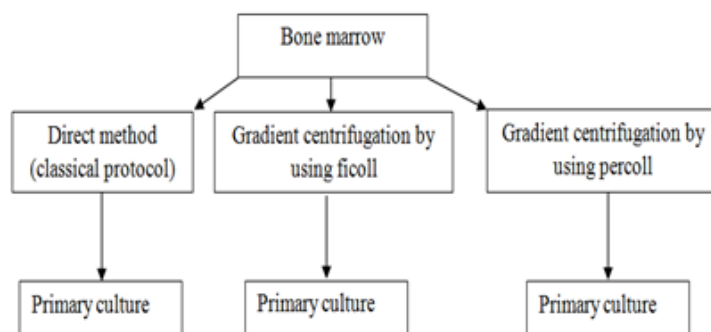 Bone marrow
Direct method
(classical protocol)
Gradient centrifugation by
using ficoll
Gradient centrifugation by
using percoll
Primary culture
Primary culture
Primary culture